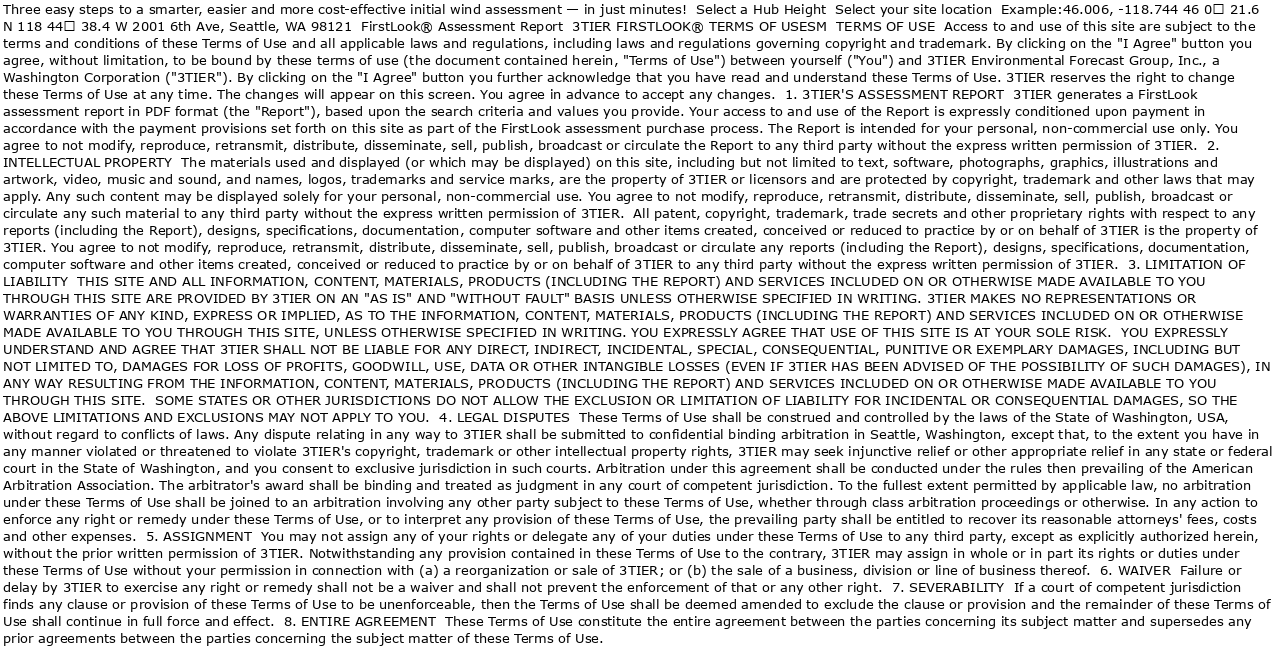 Three easy steps to a smarter, easier and more cost-effective initial wind assessment — in just minutes!  Select a Hub Height  Select your site location  Example:46.006, -118.744 46 0□ 21.6
N 118 44□ 38.4 W 2001 6th Ave, Seattle, WA 98121  FirstLook® Assessment Report  3TIER FIRSTLOOK® TERMS OF USESM  TERMS OF USE  Access to and use of this site are subject to the
terms and conditions of these Terms of Use and all applicable laws and regulations, including laws and regulations governing copyright and trademark. By clicking on the "I Agree" button you
agree, without limitation, to be bound by these terms of use (the document contained herein, "Terms of Use") between yourself ("You") and 3TIER Environmental Forecast Group, Inc., a
Washington Corporation ("3TIER"). By clicking on the "I Agree" button you further acknowledge that you have read and understand these Terms of Use. 3TIER reserves the right to change
these Terms of Use at any time. The changes will appear on this screen. You agree in advance to accept any changes.  1. 3TIER'S ASSESSMENT REPORT  3TIER generates a FirstLook
assessment report in PDF format (the "Report"), based upon the search criteria and values you provide. Your access to and use of the Report is expressly conditioned upon payment in
accordance with the payment provisions set forth on this site as part of the FirstLook assessment purchase process. The Report is intended for your personal, non-commercial use only. You
agree to not modify, reproduce, retransmit, distribute, disseminate, sell, publish, broadcast or circulate the Report to any third party without the express written permission of 3TIER.  2.
INTELLECTUAL PROPERTY  The materials used and displayed (or which may be displayed) on this site, including but not limited to text, software, photographs, graphics, illustrations and
artwork, video, music and sound, and names, logos, trademarks and service marks, are the property of 3TIER or licensors and are protected by copyright, trademark and other laws that may
apply. Any such content may be displayed solely for your personal, non-commercial use. You agree to not modify, reproduce, retransmit, distribute, disseminate, sell, publish, broadcast or
circulate any such material to any third party without the express written permission of 3TIER.  All patent, copyright, trademark, trade secrets and other proprietary rights with respect to any
reports (including the Report), designs, specifications, documentation, computer software and other items created, conceived or reduced to practice by or on behalf of 3TIER is the property of
3TIER. You agree to not modify, reproduce, retransmit, distribute, disseminate, sell, publish, broadcast or circulate any reports (including the Report), designs, specifications, documentation,
computer software and other items created, conceived or reduced to practice by or on behalf of 3TIER to any third party without the express written permission of 3TIER.  3. LIMITATION OF
LIABILITY  THIS SITE AND ALL INFORMATION, CONTENT, MATERIALS, PRODUCTS (INCLUDING THE REPORT) AND SERVICES INCLUDED ON OR OTHERWISE MADE AVAILABLE TO YOU
THROUGH THIS SITE ARE PROVIDED BY 3TIER ON AN "AS IS" AND "WITHOUT FAULT" BASIS UNLESS OTHERWISE SPECIFIED IN WRITING. 3TIER MAKES NO REPRESENTATIONS OR
WARRANTIES OF ANY KIND, EXPRESS OR IMPLIED, AS TO THE INFORMATION, CONTENT, MATERIALS, PRODUCTS (INCLUDING THE REPORT) AND SERVICES INCLUDED ON OR OTHERWISE
MADE AVAILABLE TO YOU THROUGH THIS SITE, UNLESS OTHERWISE SPECIFIED IN WRITING. YOU EXPRESSLY AGREE THAT USE OF THIS SITE IS AT YOUR SOLE RISK.  YOU EXPRESSLY
UNDERSTAND AND AGREE THAT 3TIER SHALL NOT BE LIABLE FOR ANY DIRECT, INDIRECT, INCIDENTAL, SPECIAL, CONSEQUENTIAL, PUNITIVE OR EXEMPLARY DAMAGES, INCLUDING BUT
NOT LIMITED TO, DAMAGES FOR LOSS OF PROFITS, GOODWILL, USE, DATA OR OTHER INTANGIBLE LOSSES (EVEN IF 3TIER HAS BEEN ADVISED OF THE POSSIBILITY OF SUCH DAMAGES), IN
ANY WAY RESULTING FROM THE INFORMATION, CONTENT, MATERIALS, PRODUCTS (INCLUDING THE REPORT) AND SERVICES INCLUDED ON OR OTHERWISE MADE AVAILABLE TO YOU
THROUGH THIS SITE.  SOME STATES OR OTHER JURISDICTIONS DO NOT ALLOW THE EXCLUSION OR LIMITATION OF LIABILITY FOR INCIDENTAL OR CONSEQUENTIAL DAMAGES, SO THE
ABOVE LIMITATIONS AND EXCLUSIONS MAY NOT APPLY TO YOU.  4. LEGAL DISPUTES  These Terms of Use shall be construed and controlled by the laws of the State of Washington, USA,
without regard to conflicts of laws. Any dispute relating in any way to 3TIER shall be submitted to confidential binding arbitration in Seattle, Washington, except that, to the extent you have in
any manner violated or threatened to violate 3TIER's copyright, trademark or other intellectual property rights, 3TIER may seek injunctive relief or other appropriate relief in any state or federal
court in the State of Washington, and you consent to exclusive jurisdiction in such courts. Arbitration under this agreement shall be conducted under the rules then prevailing of the American
Arbitration Association. The arbitrator's award shall be binding and treated as judgment in any court of competent jurisdiction. To the fullest extent permitted by applicable law, no arbitration
under these Terms of Use shall be joined to an arbitration involving any other party subject to these Terms of Use, whether through class arbitration proceedings or otherwise. In any action to
enforce any right or remedy under these Terms of Use, or to interpret any provision of these Terms of Use, the prevailing party shall be entitled to recover its reasonable attorneys' fees, costs
and other expenses.  5. ASSIGNMENT  You may not assign any of your rights or delegate any of your duties under these Terms of Use to any third party, except as explicitly authorized herein,
without the prior written permission of 3TIER. Notwithstanding any provision contained in these Terms of Use to the contrary, 3TIER may assign in whole or in part its rights or duties under
these Terms of Use without your permission in connection with (a) a reorganization or sale of 3TIER; or (b) the sale of a business, division or line of business thereof.  6. WAIVER  Failure or
delay by 3TIER to exercise any right or remedy shall not be a waiver and shall not prevent the enforcement of that or any other right.  7. SEVERABILITY  If a court of competent jurisdiction
finds any clause or provision of these Terms of Use to be unenforceable, then the Terms of Use shall be deemed amended to exclude the clause or provision and the remainder of these Terms of
Use shall continue in full force and effect.  8. ENTIRE AGREEMENT  These Terms of Use constitute the entire agreement between the parties concerning its subject matter and supersedes any
prior agreements between the parties concerning the subject matter of these Terms of Use.